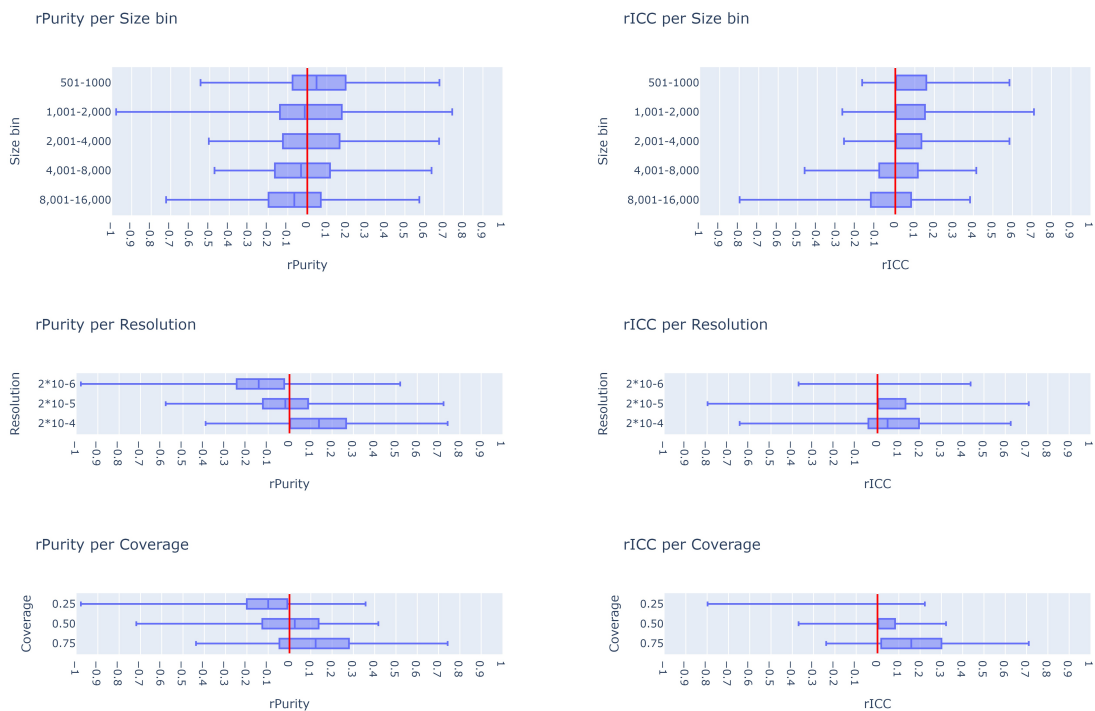 rPurity per Size bin
Size bin
501-1000
1,001-2,000
2,001-4,000
4,001-8,000
8,001-16,000
−1 −0.9 −0.8 −0.7 −0.6 −0.5 −0.4 −0.3 −0.2 −0.1 0 0.1 0.2 0.3 0.4 0.5 0.6 0.7 0.8 0.9 1
rPurity
rICC per Size bin
Size bin
501-1000
1,001-2,000
2,001-4,000
4,001-8,000
8,001-16,000
−1 −0.9 −0.8 −0.7 −0.6 −0.5 −0.4 −0.3 −0.2 −0.1 0 0.1 0.2 0.3 0.4 0.5 0.6 0.7 0.8 0.9 1
rICC
rPurity per Resolution
Resolution
2*10-6
2*10-5
2*10-4
−1 −0.9 −0.8 −0.7 −0.6 −0.5 −0.4 −0.3 −0.2 −0.1 0 0.1 0.2 0.3 0.4 0.5 0.6 0.7 0.8 0.9 1
rPurity
rICC per Resolution
Resolution
2*10-6
2*10-5
2*10-4
−1 −0.9 −0.8 −0.7 −0.6 −0.5 −0.4 −0.3 −0.2 −0.1 0 0.1 0.2 0.3 0.4 0.5 0.6 0.7 0.8 0.9 1
rICC
rPurity per Coverage
Coverage
0.25
0.50
0.75
−1 −0.9 −0.8 −0.7 −0.6 −0.5 −0.4 −0.3 −0.2 −0.1 0 0.1 0.2 0.3 0.4 0.5 0.6 0.7 0.8 0.9 1
rPurity
rICC per Coverage
Coverage
0.25
0.50
0.75
−1 −0.9 −0.8 −0.7 −0.6 −0.5 −0.4 −0.3 −0.2 −0.1 0 0.1 0.2 0.3 0.4 0.5 0.6 0.7 0.8 0.9 1
rICC